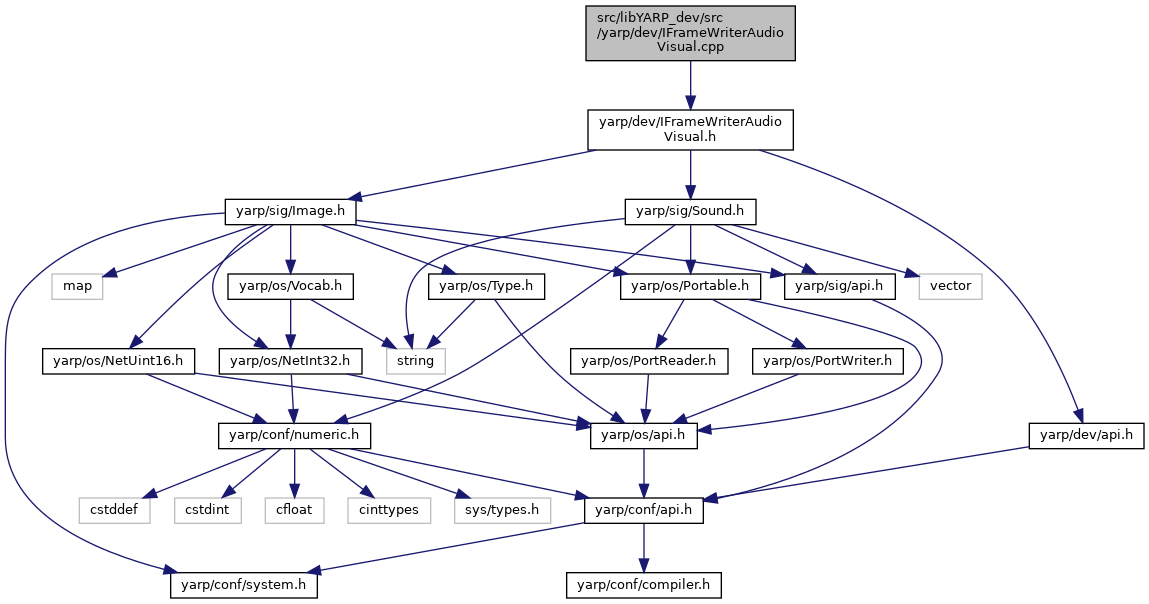 src/libYARP_dev/src
/yarp/dev/IFrameWriterAudio
Visual.cpp
yarp/dev/IFrameWriterAudio
Visual.h
yarp/sig/Image.h
yarp/sig/Sound.h
map
yarp/os/Vocab.h
yarp/os/Type.h
yarp/os/Portable.h
yarp/sig/api.h
vector
yarp/os/NetUint16.h
yarp/os/NetInt32.h
string
yarp/os/PortReader.h
yarp/os/PortWriter.h
yarp/conf/numeric.h
yarp/os/api.h
yarp/dev/api.h
cstddef
cstdint
cfloat
cinttypes
sys/types.h
yarp/conf/api.h
yarp/conf/system.h
yarp/conf/compiler.h